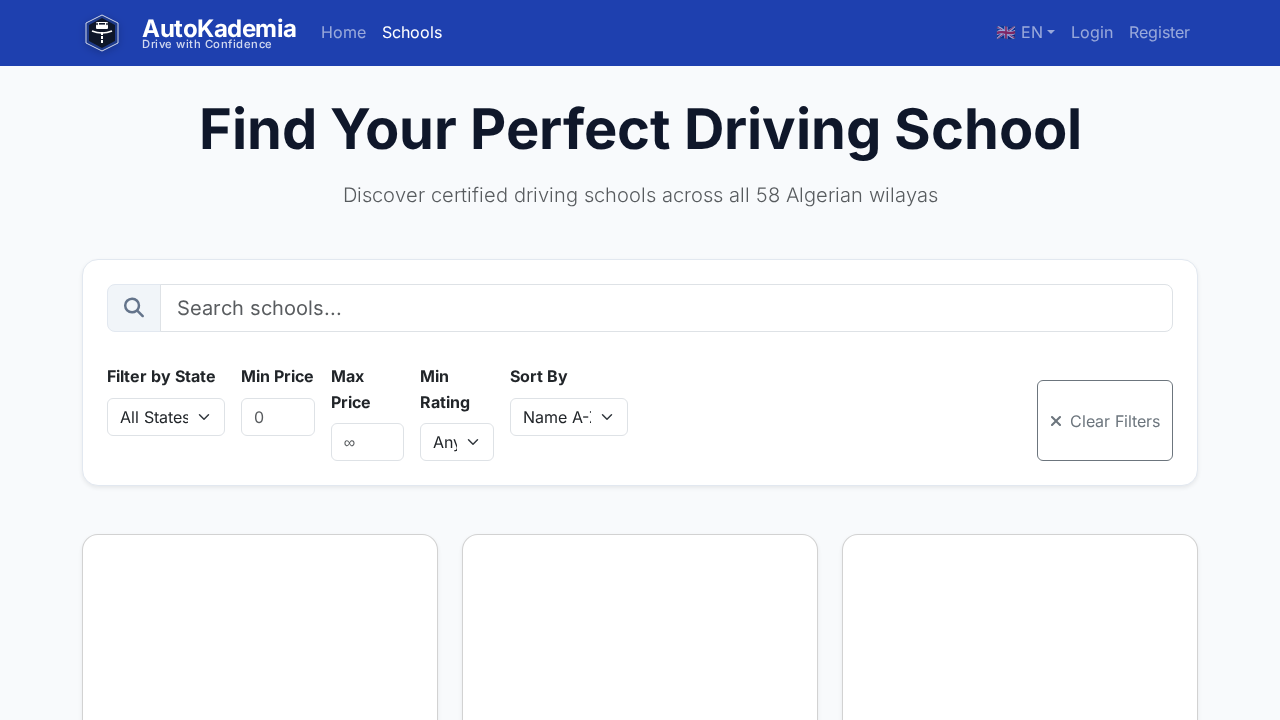 AutoKademia
Drive with Confidence
Home
Schools
🇬🇧 EN
Login
Register
Find Your Perfect Driving School
Discover certified driving schools across all 58 Algerian wilayas
Search schools...
Filter by State
Min Price
Max
Price
Min
Rating
Sort By
All States
0
∞
Any
Name A-
Clear Filters